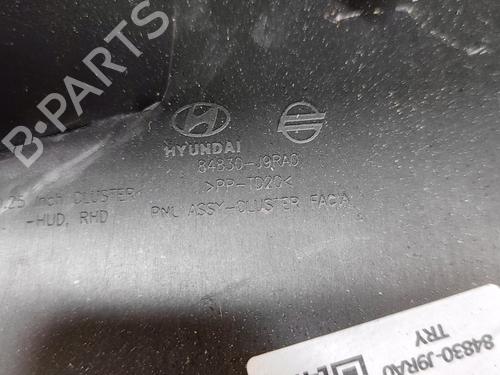 B-PARTS
HYUNDAI
84830-J9RA0
>PP-TD20<
.25 Inch CLUSTER
-HUD, RHD
PNL ASSY-CLUSTER FACIA
84830-J9RA0
TRY